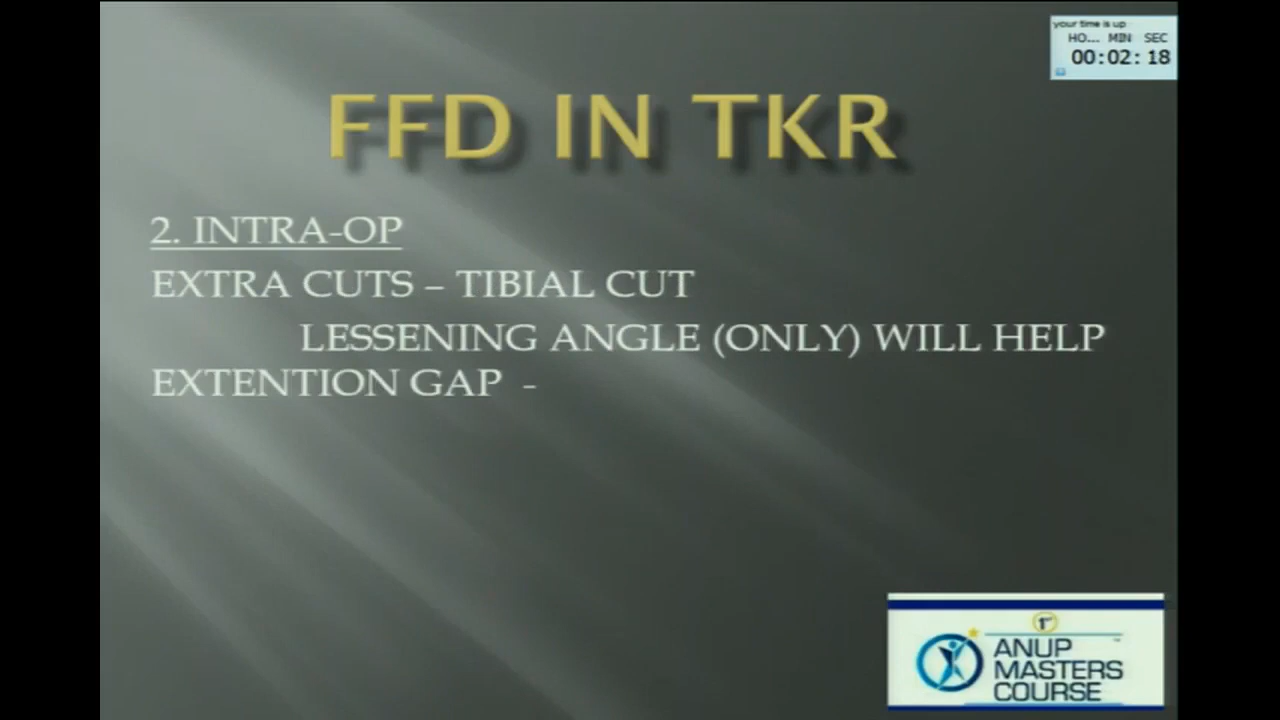 your time is up
HO... MIN SEC
00:02:18
FFD IN TKR
2. INTRA-OP
EXTRA CUTS – TIBIAL CUT
LESSENING ANGLE (ONLY) WILL HELP
EXTENTION GAP -
1st
ANUP
MASTERS
COURSE